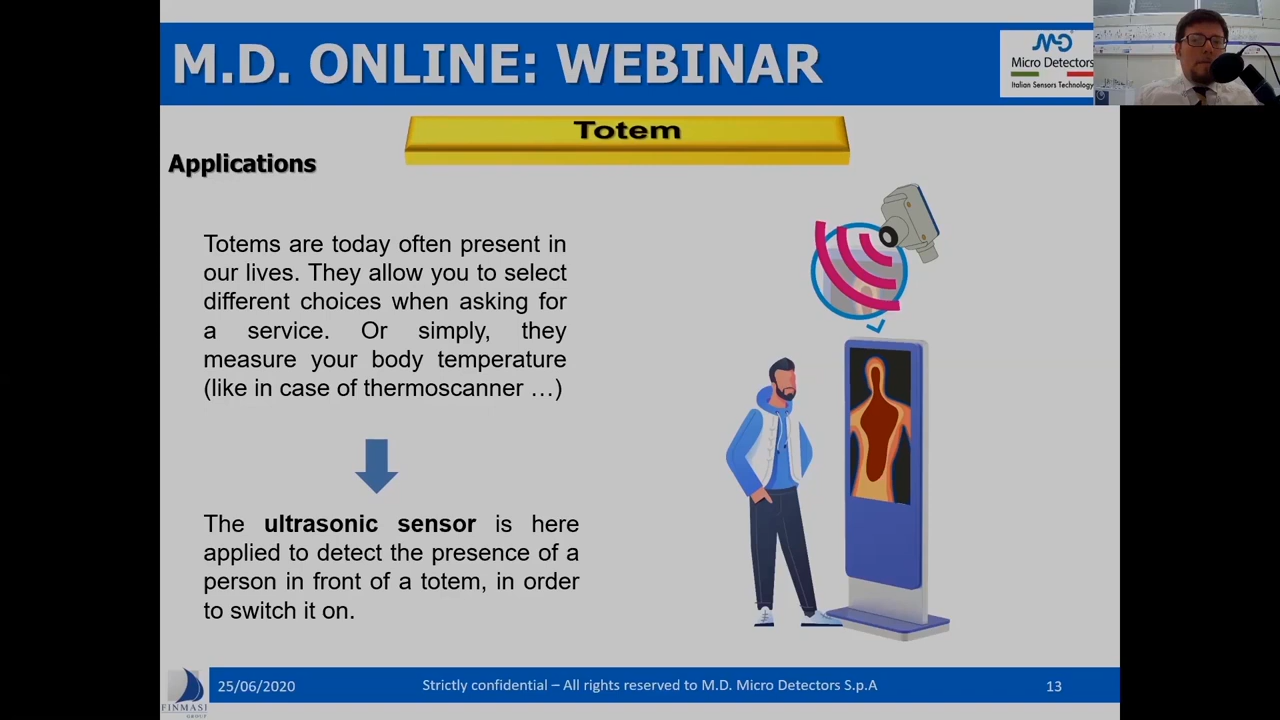 M.D. ONLINE: WEBINAR
Micro Detectors
Italian Sensors Technology
Totem
Applications
Totems are today often present in
our lives. They allow you to select
different choices when asking for
a service. Or simply, they
measure your body temperature
(like in case of thermoscanner …)
The ultrasonic sensor is here
applied to detect the presence of a
person in front of a totem, in order
to switch it on.
FINMASI
GROUP
25/06/2020
Strictly confidential – All rights reserved to M.D. Micro Detectors S.p.A
13